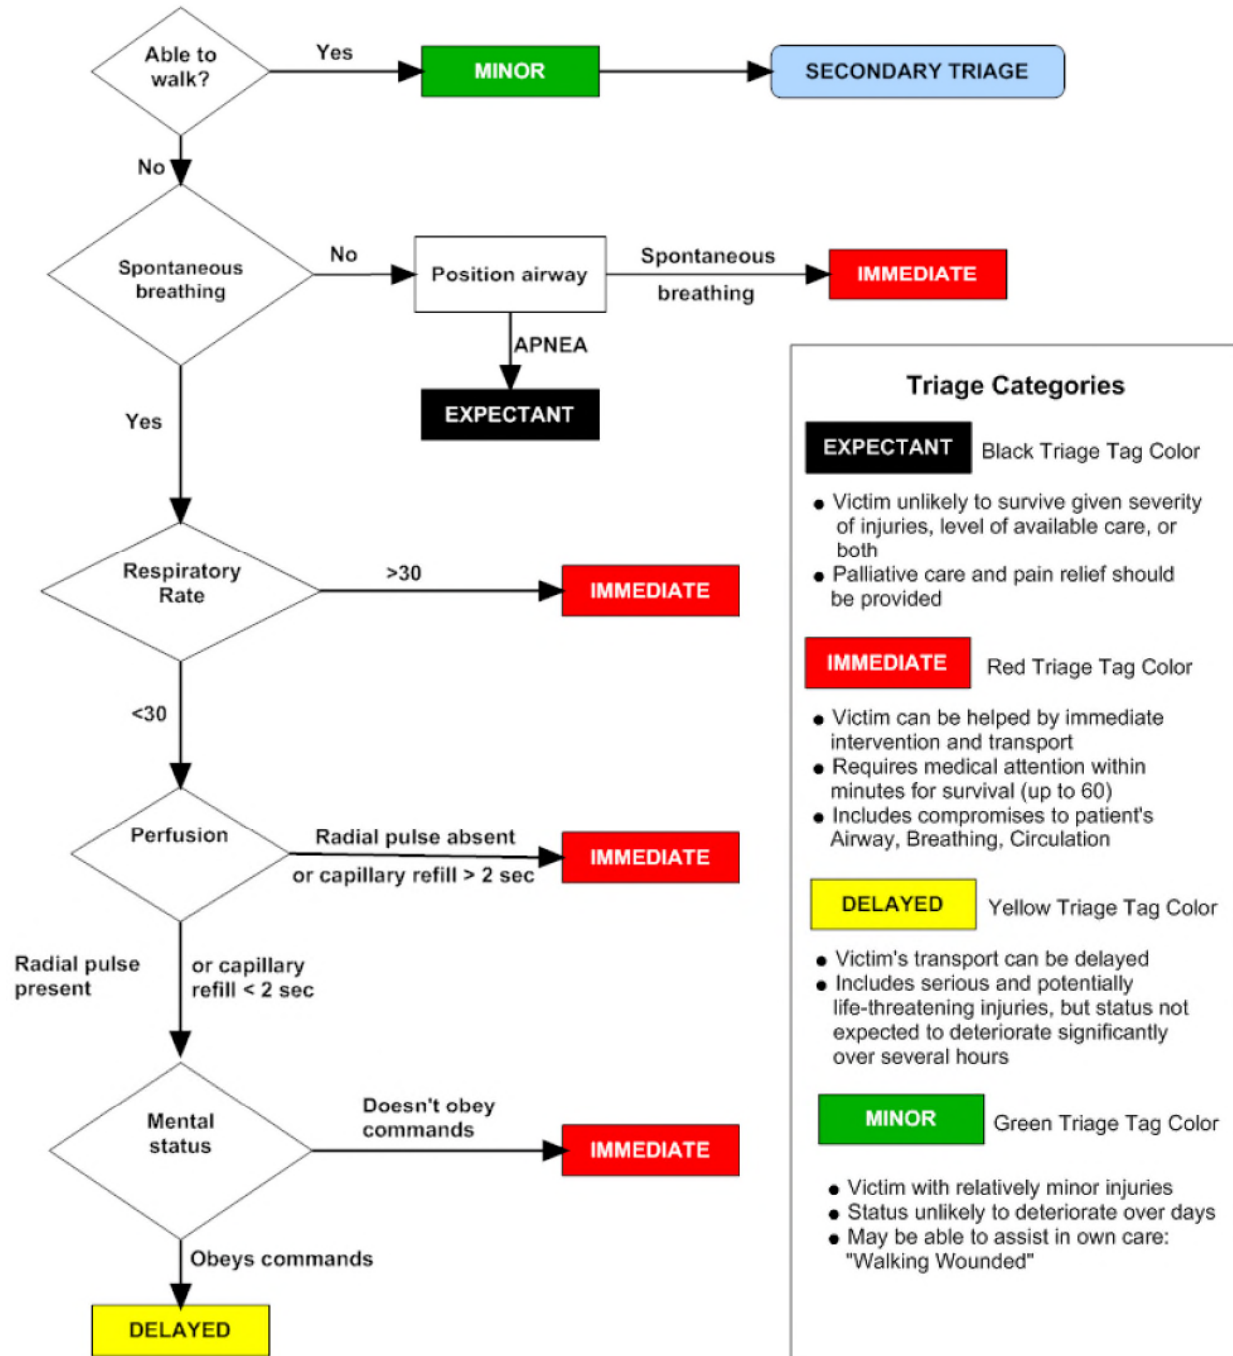 Able to
walk?
Yes
MINOR
SECONDARY TRIAGE
No
Spontaneous
breathing
No
Position airway
Spontaneous
breathing
IMMEDIATE
APNEA
EXPECTANT
Yes
Respiratory
Rate
>30
IMMEDIATE
<30
Perfusion
Radial pulse absent
or capillary refill > 2 sec
IMMEDIATE
Radial pulse
present
or capillary
refill < 2 sec
Mental
status
Doesn't obey
commands
IMMEDIATE
Obeys commands
DELAYED
Triage Categories
EXPECTANT Black Triage Tag Color
● Victim unlikely to survive given severity
of injuries, level of available care, or
both
● Palliative care and pain relief should
be provided
IMMEDIATE Red Triage Tag Color
● Victim can be helped by immediate
intervention and transport
● Requires medical attention within
minutes for survival (up to 60)
● Includes compromises to patient's
Airway, Breathing, Circulation
DELAYED Yellow Triage Tag Color
● Victim's transport can be delayed
● Includes serious and potentially
life-threatening injuries, but status not
expected to deteriorate significantly
over several hours
MINOR Green Triage Tag Color
● Victim with relatively minor injuries
● Status unlikely to deteriorate over days
● May be able to assist in own care:
"Walking Wounded"